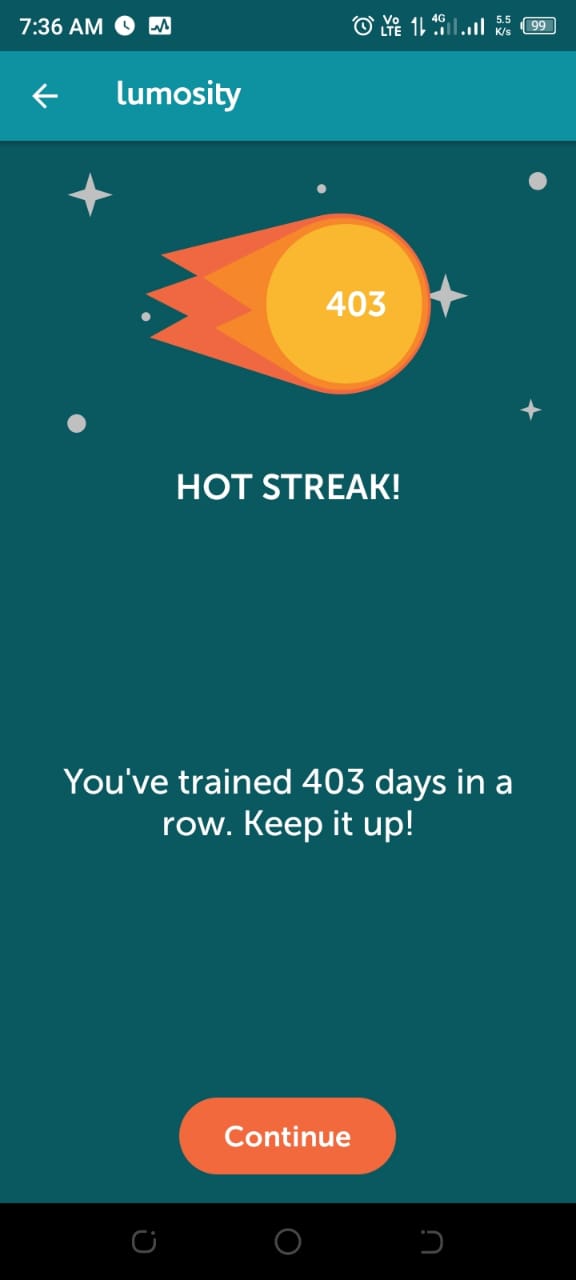 7:36 AM Vo LTE 4G 5.5 K/s 99
lumosity
403
HOT STREAK!
You've trained 403 days in a
row. Keep it up!
Continue